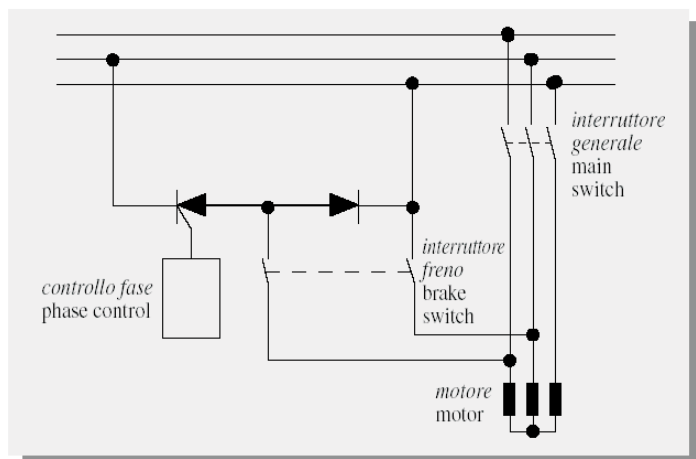 interruttore
generale
main
switch
interruttore
freno
brake
switch
controllo fase
phase control
motore
motor